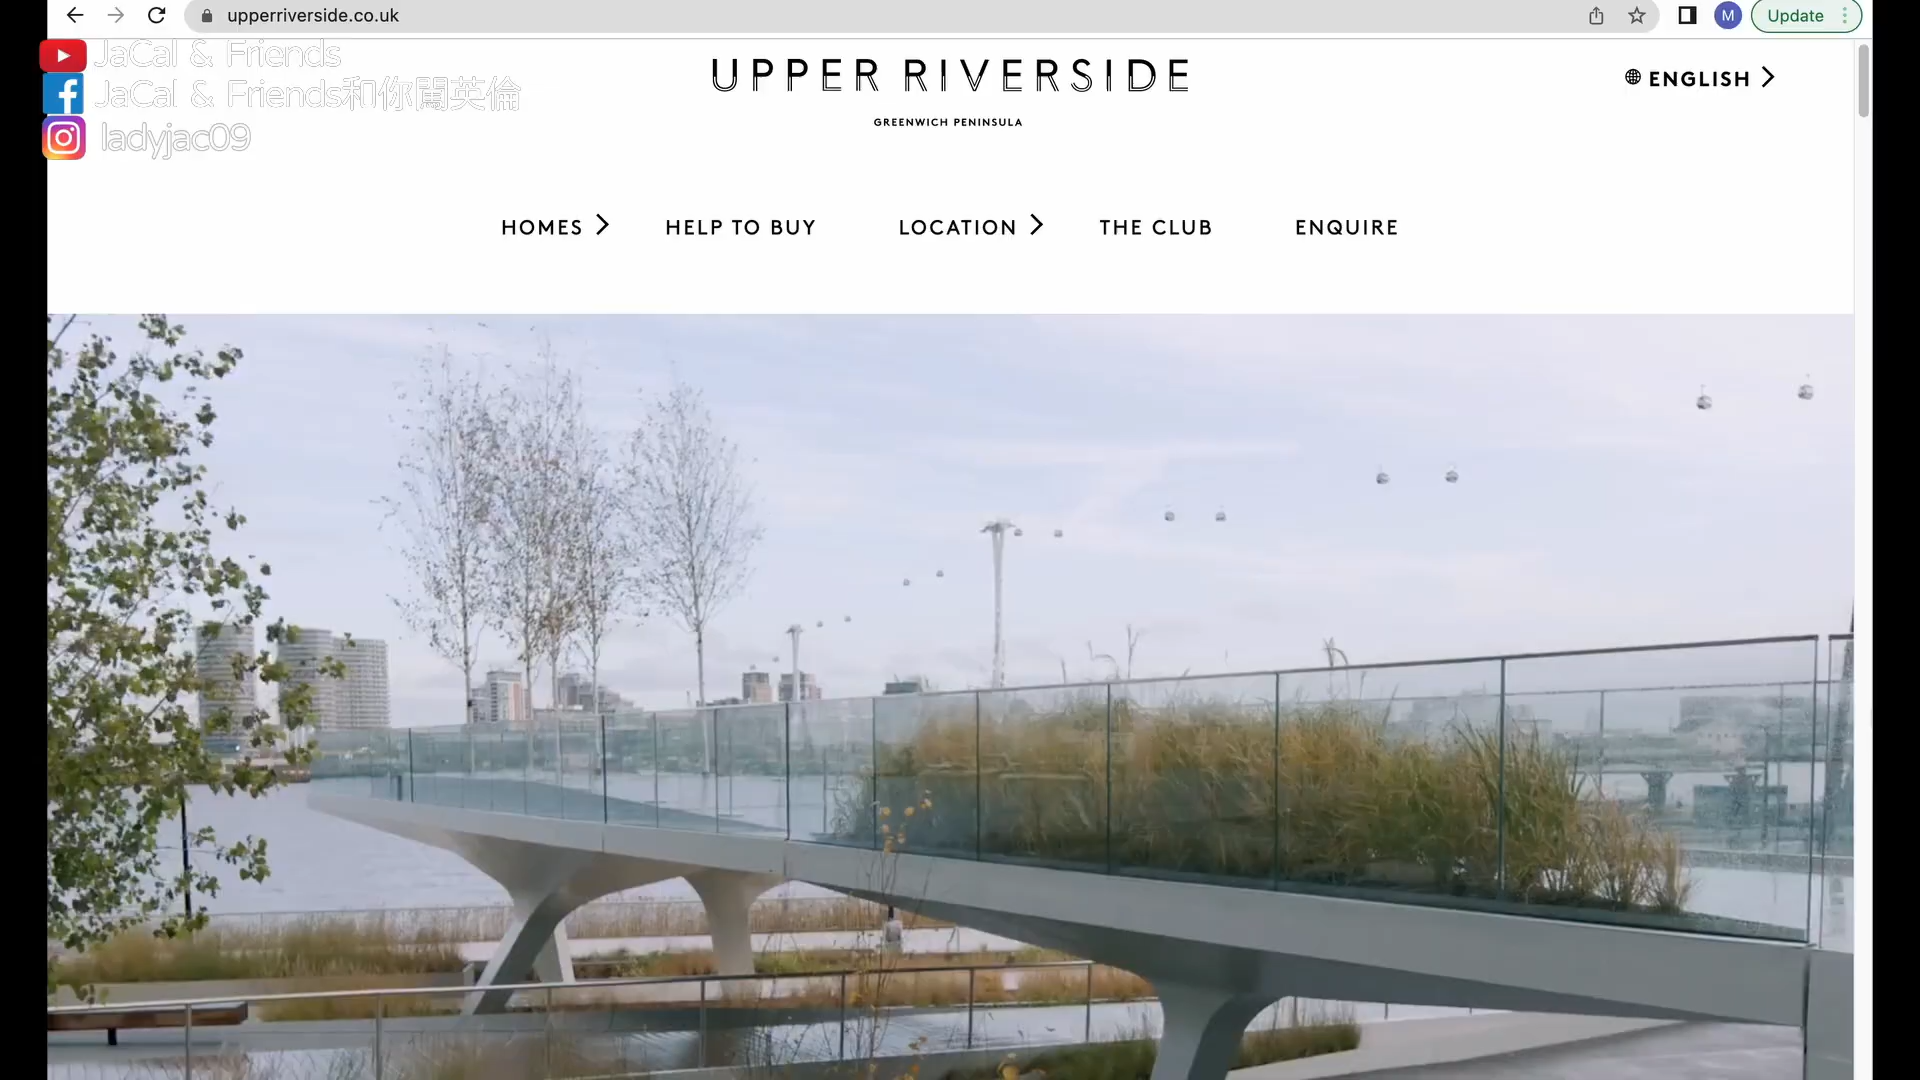 upperriverside.co.uk
M
Update
JaCal & Friends
JaCal & Friends和你闖英倫
ladyjac09
UPPER RIVERSIDE
GREENWICH PENINSULA
ENGLISH
HOMES
HELP TO BUY
LOCATION
THE CLUB
ENQUIRE